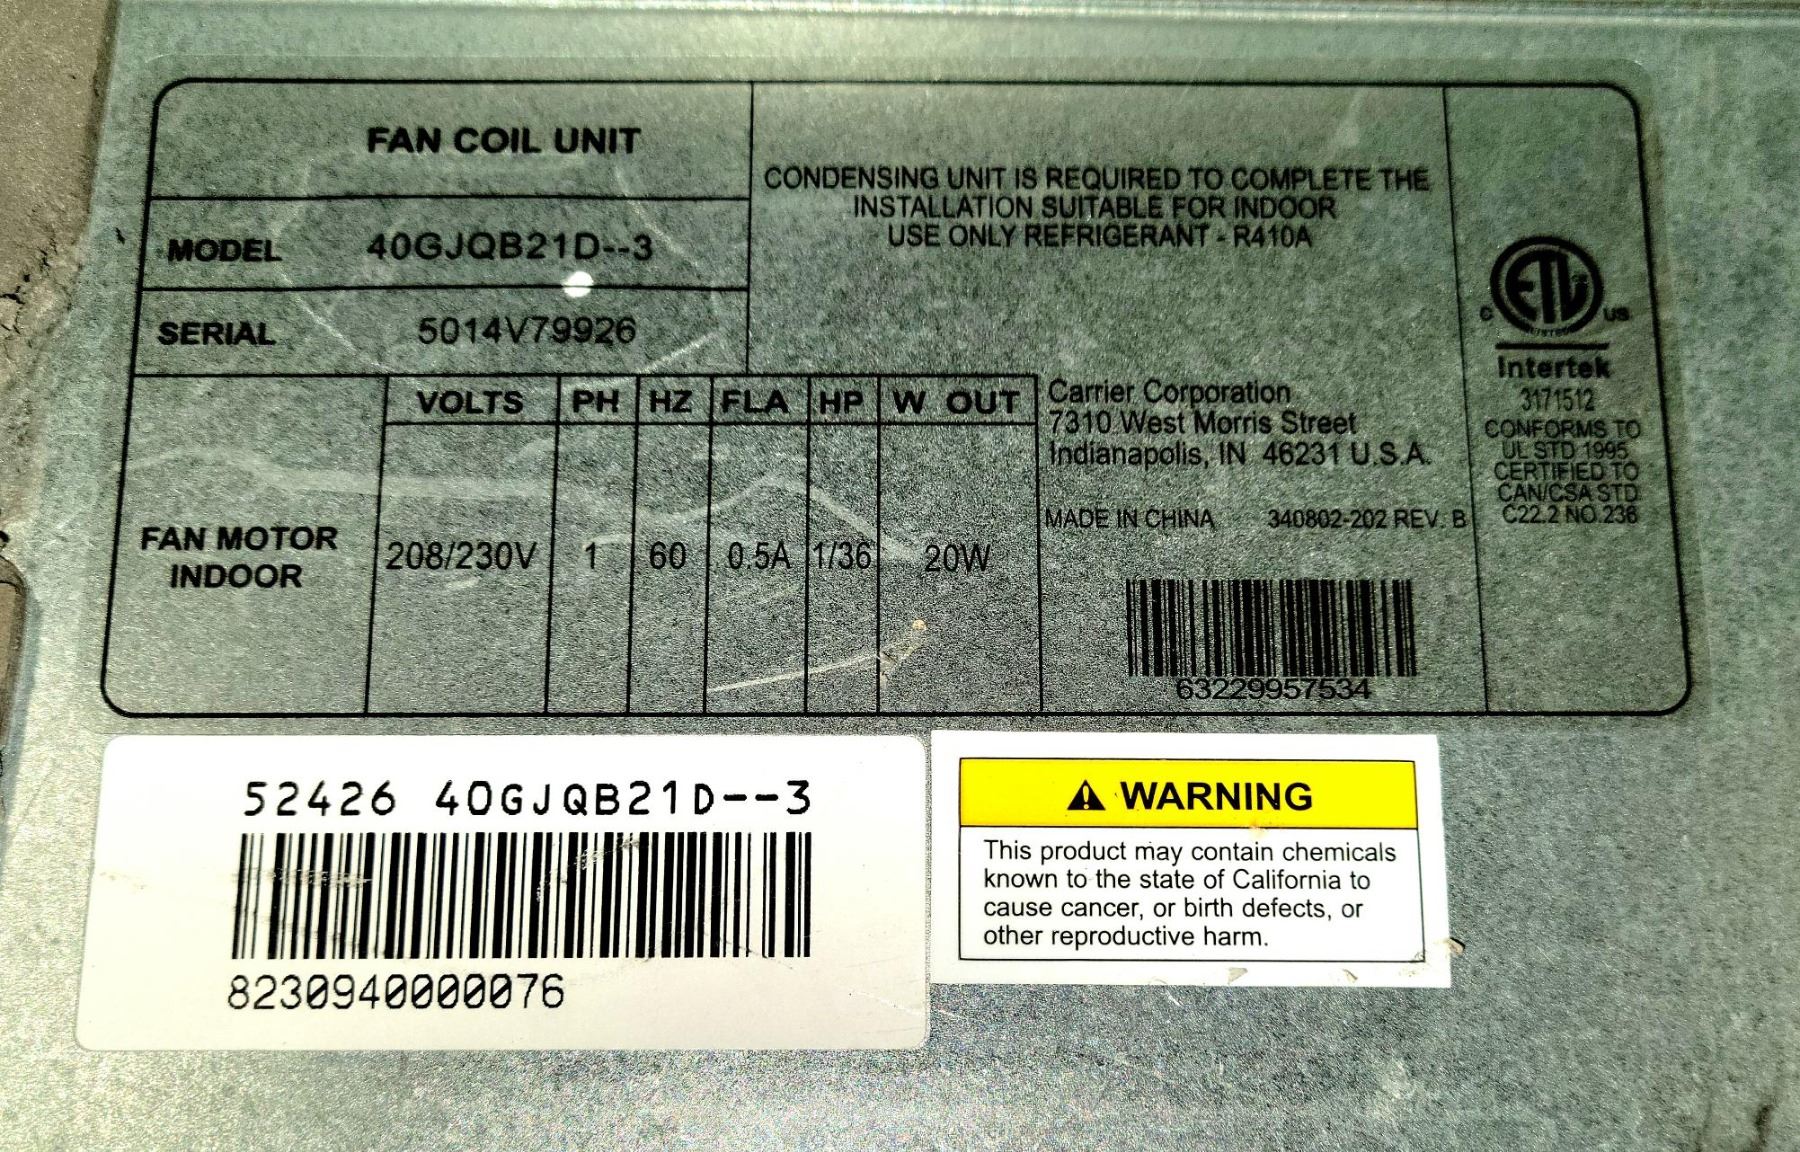 FAN COIL UNIT
MODEL 40GJQB21D--3
SERIAL 5014V79926
CONDENSING UNIT IS REQUIRED TO COMPLETE THE
INSTALLATION SUITABLE FOR INDOOR
USE ONLY REFRIGERANT - R410A
VOLTS PH HZ FLA HP W OUT
FAN MOTOR
INDOOR
208/230V 1 60 0.5A 1/36 20W
Carrier Corporation
7310 West Morris Street
Indianapolis, IN 46231 U.S.A.
MADE IN CHINA 340802-202 REV. B
63229957534
C ETL US
LISTED
Intertek
3171512
CONFORMS TO
UL STD 1995
CERTIFIED TO
CAN/CSA STD
C22.2 NO.236
52426 40GJQB21D--3
8230940000076
WARNING
This product may contain chemicals
known to the state of California to
cause cancer, or birth defects, or
other reproductive harm.